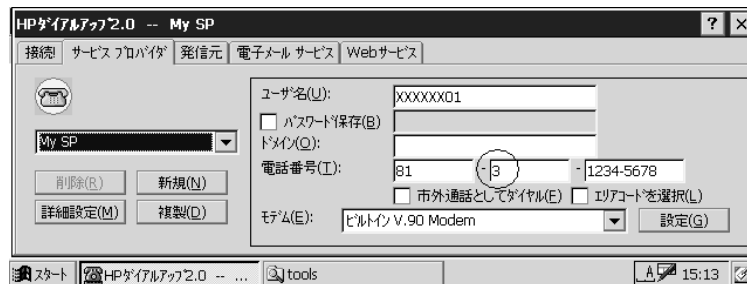 HPﾀﾞｲｱﾙｱｯﾌﾟ2.0 -- My SP
? ×
接続! ｻｰﾋﾞｽ ﾌﾟﾛﾊﾞｲﾀﾞ 発信元 電子ﾒｰﾙ ｻｰﾋﾞｽ Webｻｰﾋﾞｽ
My SP
削除(R) 新規(N)
詳細設定(M) 複製(D)
ﾕｰｻﾞ名(U): XXXXXX01
ﾊﾟｽﾜｰﾄﾞ保存(B)
ﾄﾞﾒｲﾝ(O):
電話番号(T): 81 - 3 - 1234-5678
市外通話としてﾀﾞｲﾔﾙ(F) ｴﾘｱｺｰﾄﾞを選択(L)
ﾓﾃﾞﾑ(E): ﾋﾞﾙﾄｲﾝ V.90 Modem 設定(G)
ｽﾀｰﾄ HPﾀﾞｲｱﾙｱｯﾌﾟ2.0 -- ... tools A 15:13